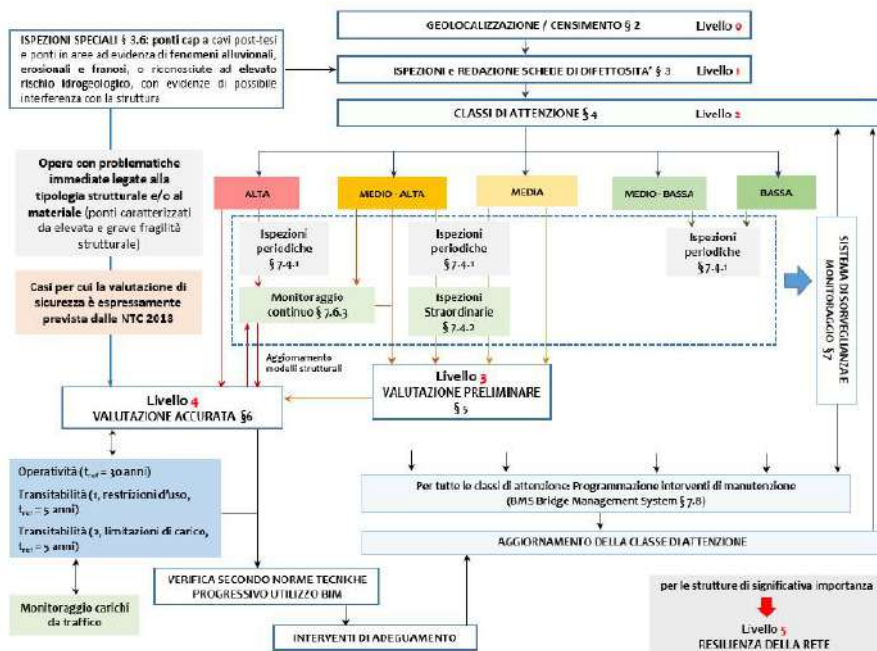 GEOLOCALIZZAZIONE / CENSIMENTO § 2 Livello 0
ISPEZIONI SPECIALI § 3.6: ponti cap a cavi post-tesi
e ponti in aree ad evidenza di fenomeni alluvionali,
erosionali e franosi, o riconosciute ad elevato
rischio idrogeologico, con evidenze di possibile
interferenza con la struttura
ISPEZIONI e REDAZIONE SCHEDE DI DIFETTOSITA' § 3 Livello 1
CLASSI DI ATTENZIONE § 4 Livello 2
Opere con problematiche
immediate legate alla
tipologia strutturale e/o al
materiale (ponti caratterizzati
da elevata e grave fragilità
strutturale)
ALTA
MEDIO - ALTA
MEDIA
MEDIO - BASSA
BASSA
Ispezioni
periodiche
§ 7.4.1
Ispezioni
periodiche
§ 7.4.1
Ispezioni
periodiche
§ 7.4.1
Casi per cui la valutazione di
sicurezza è espressamente
prevista dalle NTC 2018
Monitoraggio
continuo § 7.6.3
Ispezioni
Straordinarie
§ 7.4.2
SISTEMA DI SORVEGLIANZA E
MONITORAGGIO §7
Aggiornamento
modelli strutturali
Livello 4
VALUTAZIONE ACCURATA §6
Livello 3
VALUTAZIONE PRELIMINARE
§ 5
Operatività (t_ref = 30 anni)
Transitabilità (1, restrizioni d'uso,
t_ref = 5 anni)
Transitabilità (2, limitazioni di carico,
t_ref = 5 anni)
Per tutte le classi di attenzione: Programmazione interventi di manutenzione
(BMS Bridge Management System § 7.8)
AGGIORNAMENTO DELLA CLASSE DI ATTENZIONE
VERIFICA SECONDO NORME TECNICHE
PROGRESSIVO UTILIZZO BIM
Monitoraggio carichi
da traffico
INTERVENTI DI ADEGUAMENTO
per le strutture di significativa importanza
Livello 5
RESILIENZA DELLA RETE